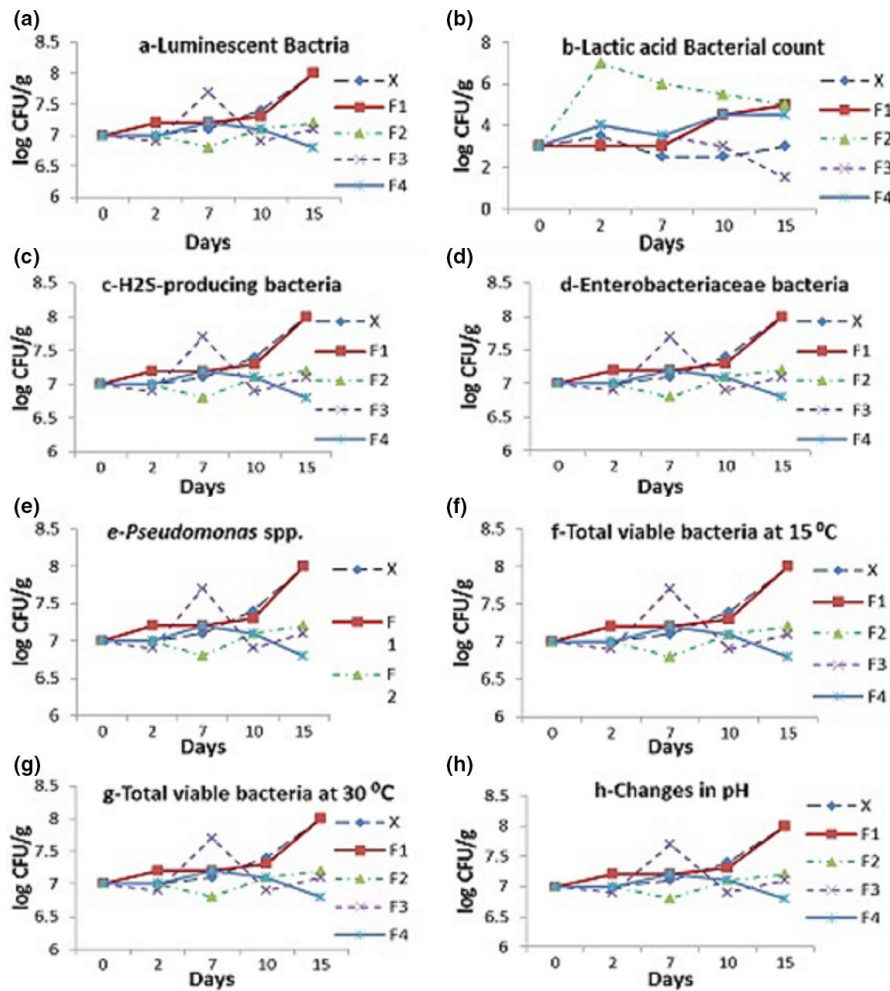 (a)
a-Luminescent Bactria
log CFU/g
8.5
8
7.5
7
6.5
6
0 2 7 10 15
Days
X
F1
F2
F3
F4
(b)
b-Lactic acid Bacterial count
log CFU/g
8
6
4
2
0
0 2 7 10 15
Days
X
F1
F2
F3
F4
(c)
c-H2S-producing bacteria
log CFU/g
8.5
8
7.5
7
6.5
6
0 2 7 10 15
Days
X
F1
F2
F3
F4
(d)
d-Enterobacteriaceae bacteria
log CFU/g
8.5
8
7.5
7
6.5
6
0 2 7 10 15
Days
X
F1
F2
F3
F4
(e)
e-Pseudomonas spp.
log CFU/g
8.5
8
7.5
7
6.5
6
0 2 7 10 15
Days
X
F
1
F
2
(f)
f-Total viable bacteria at 15 ⁰C
log CFU/g
8.5
8
7.5
7
6.5
6
0 2 7 10 15
Days
X
F1
F2
F3
F4
(g)
g-Total viable bacteria at 30 ⁰C
log CFU/g
8.5
8
7.5
7
6.5
6
0 2 7 10 15
Days
X
F1
F2
F3
F4
(h)
h-Changes in pH
log CFU/g
8.5
8
7.5
7
6.5
6
0 2 7 10 15
Days
X
F1
F2
F3
F4